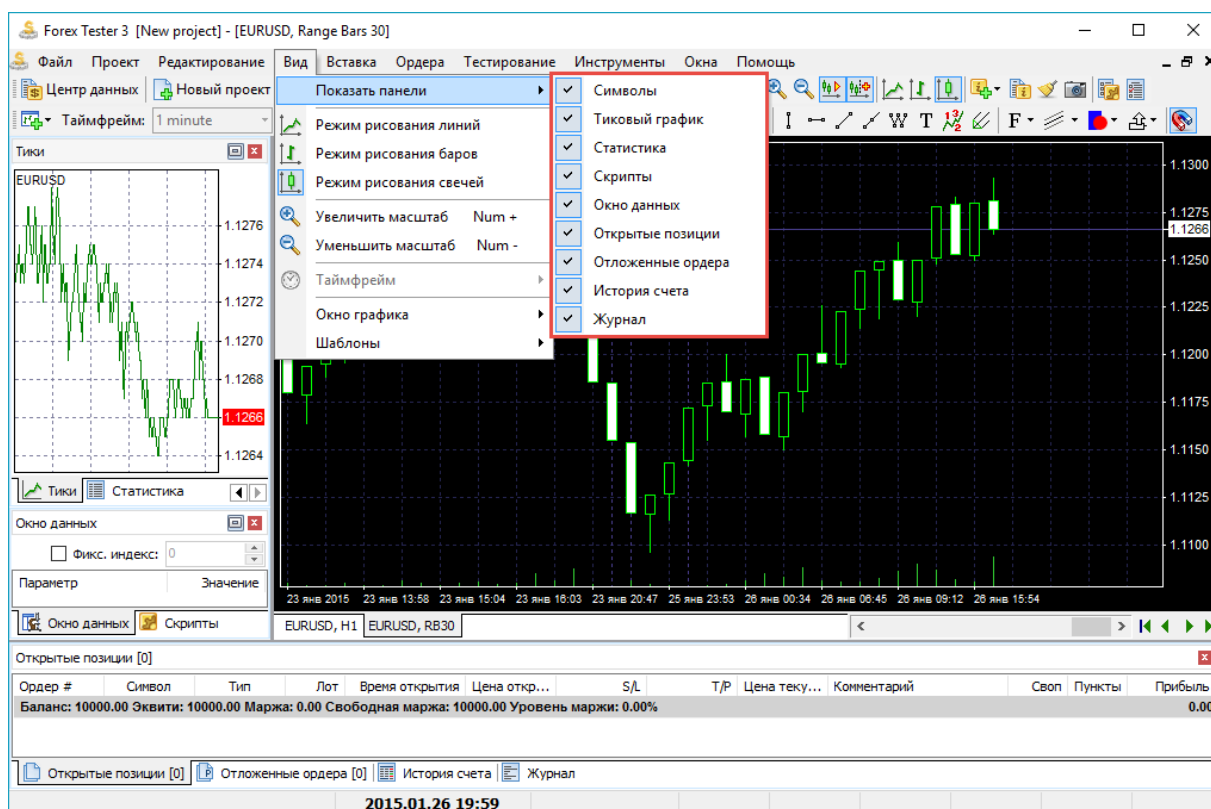 Forex Tester 3 [New project] - [EURUSD, Range Bars 30]
Файл Проект Редактирование Вид Вставка Ордера Тестирование Инструменты Окна Помощь
Центр данных Новый проект
Таймфрейм: 1 minute
T F
Показать панели
Режим рисования линий
Режим рисования баров
Режим рисования свечей
Увеличить масштаб Num +
Уменьшить масштаб Num -
Таймфрейм
Окно графика
Шаблоны
Символы
Тиковый график
Статистика
Скрипты
Окно данных
Открытые позиции
Отложенные ордера
История счета
Журнал
Тики
EURUSD
1.1276
1.1274
1.1272
1.1270
1.1268
1.1266
1.1264
Тики Статистика
Окно данных
Фикс. индекс: 0
Параметр Значение
Окно данных Скрипты
1.1300
1.1275
1.1266
1.1250
1.1225
1.1200
1.1175
1.1150
1.1125
1.1100
23 янв 2015 23 янв 13:58 23 янв 15:04 23 янв 16:03 23 янв 20:47 25 янв 23:53 26 янв 00:34 26 янв 06:45 26 янв 09:12 26 янв 15:54
EURUSD, H1 EURUSD, RB30
Открытые позиции [0]
Ордер # Символ Тип Лот Время открытия Цена откр... S/L T/P Цена теку... Комментарий Своп Пункты Прибыль
Баланс: 10000.00 Эквити: 10000.00 Маржа: 0.00 Свободная маржа: 10000.00 Уровень маржи: 0.00% 0.00
Открытые позиции [0] Отложенные ордера [0] История счета Журнал
2015.01.26 19:59